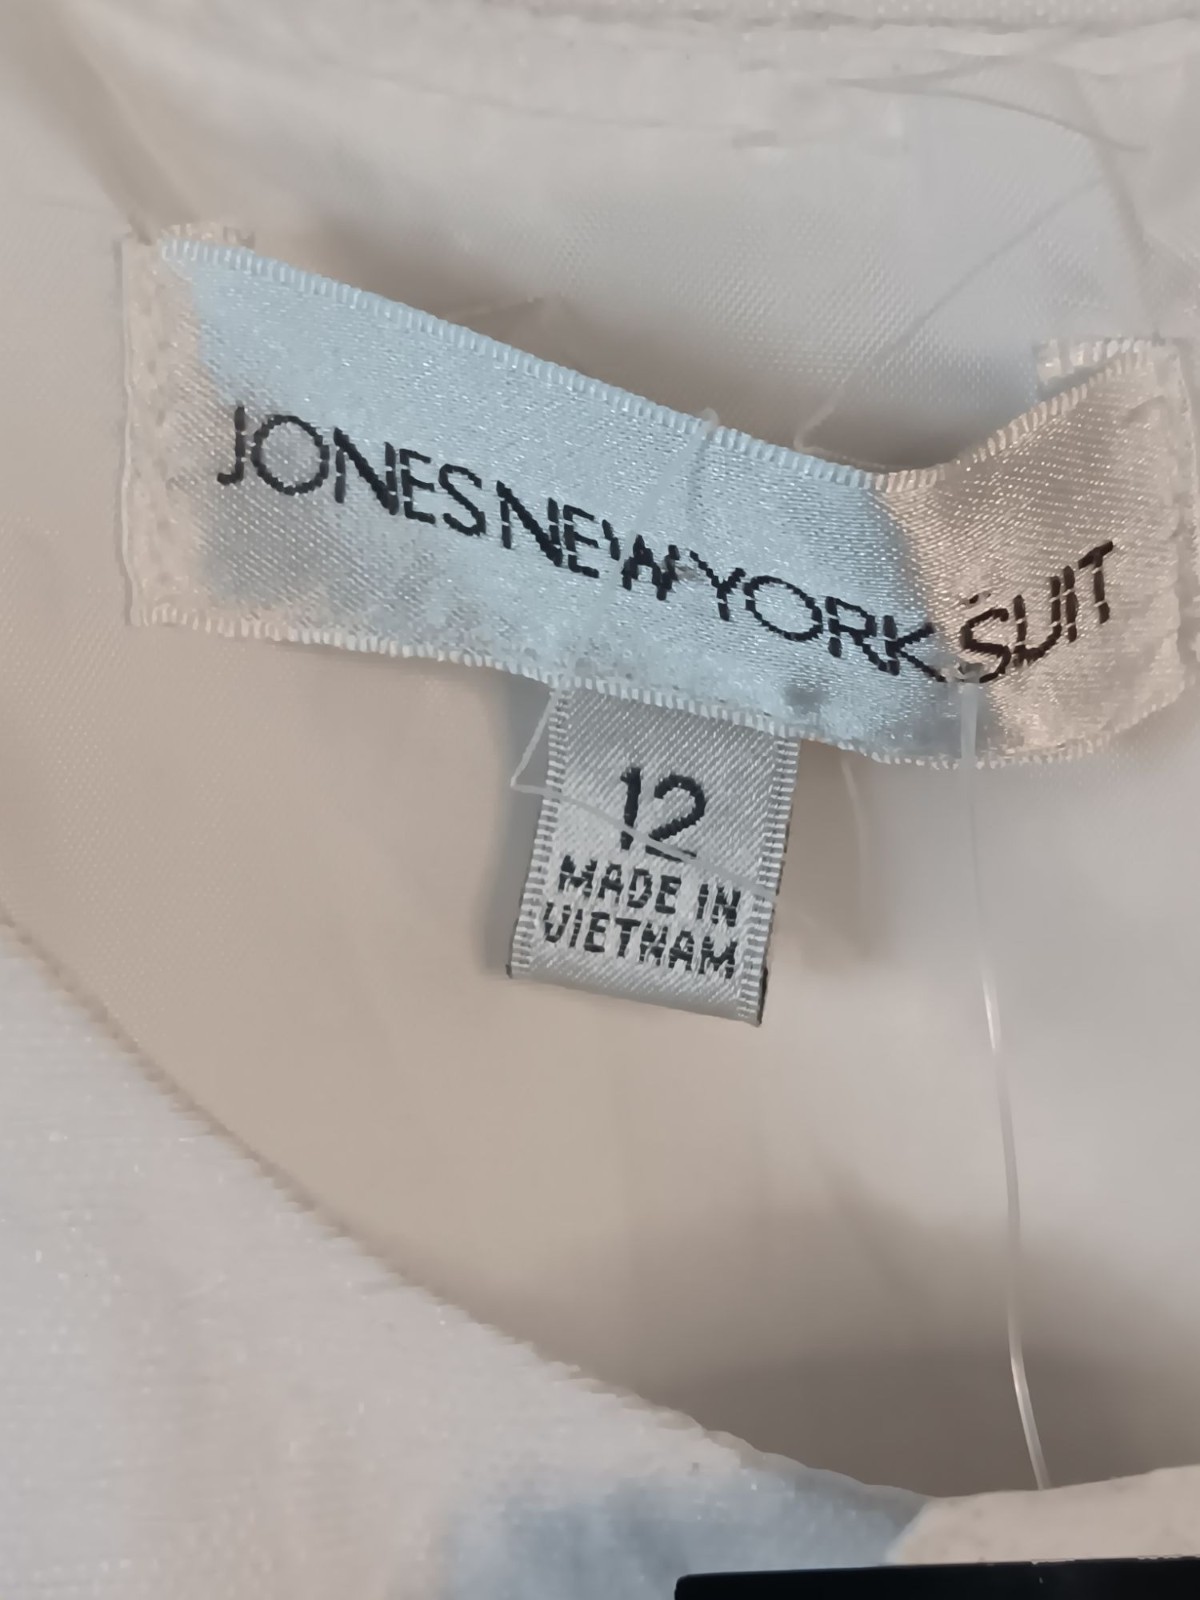 JONES NEW YORK SUIT
12
MADE IN
VIETNAM